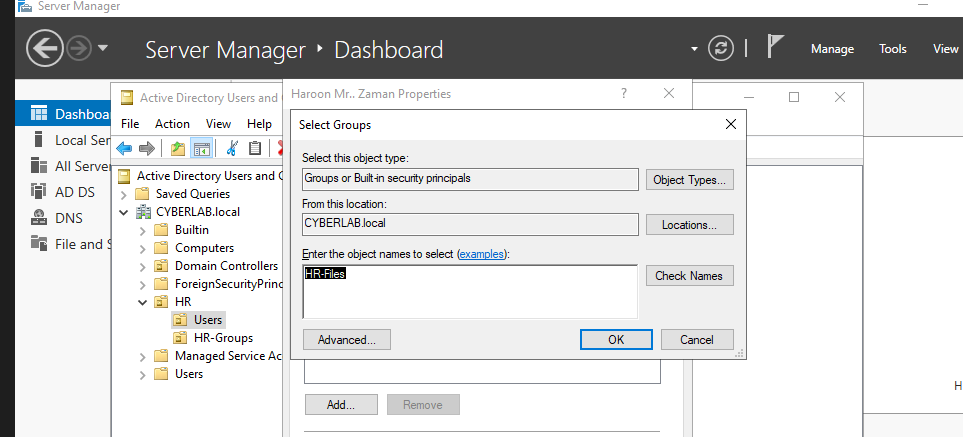 Server Manager
Server Manager ‣ Dashboard
Manage Tools View
Dashboa
Local Ser
All Server
AD DS
DNS
File and S
Active Directory Users and C
File Action View Help
Active Directory Users and C
Saved Queries
CYBERLAB.local
Builtin
Computers
Domain Controllers
ForeignSecurityPrinc
HR
Users
HR-Groups
Managed Service Ac
Users
Haroon Mr.. Zaman Properties
?
Select Groups
Select this object type:
Groups or Built-in security principals
Object Types...
From this location:
CYBERLAB.local
Locations...
Enter the object names to select (examples):
HR-Files
Check Names
Advanced...
OK
Cancel
Add...
Remove
H